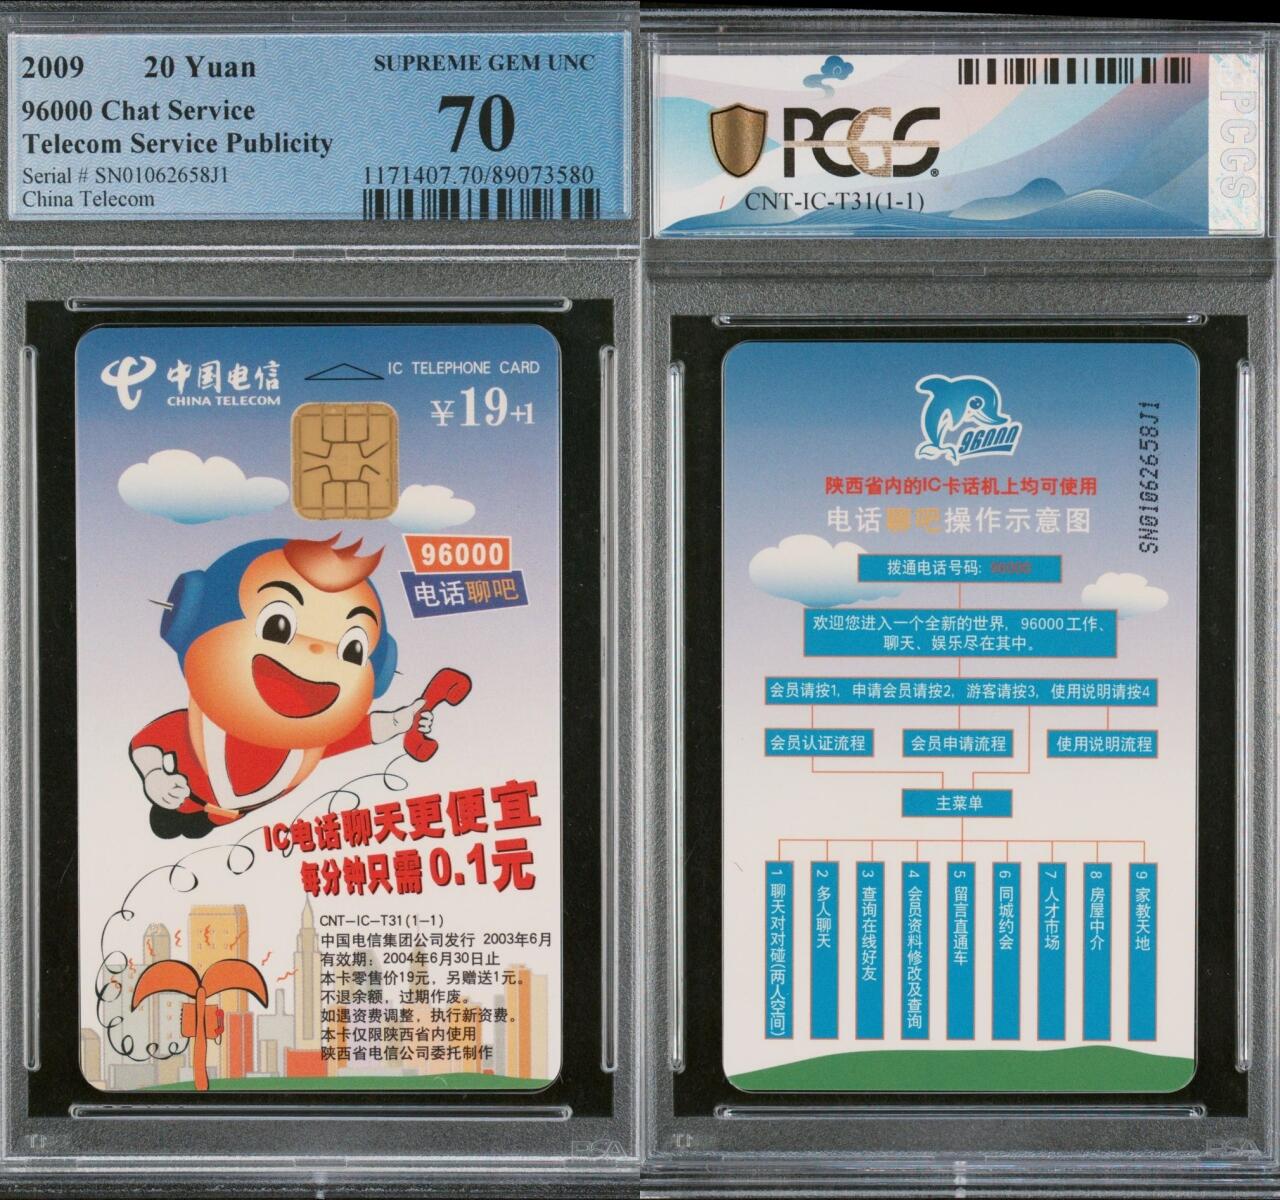 2009 20 Yuan
SUPREME GEM UNC
96000 Chat Service
70
Telecom Service Publicity
Serial # SN01062658J1
1171407.70/89073580
China Telecom
中国电信
CHINA TELECOM
IC TELEPHONE CARD
¥19+1
96000
电话聊吧
IC电话聊天更便宜
每分钟只需0.1元
CNT-IC-T31(1-1)
中国电信集团公司发行 2003年6月
有效期：2004年6月30日止
本卡零售价19元，另赠送1元。
不退余额，过期作废。
如遇资费调整，执行新资费。
本卡仅限陕西省内使用
陕西省电信公司委托制作
PSA
PCGS
PCGS
CNT-IC-T31(1-1)
96000
SN01062658J1
陕西省内的IC卡话机上均可使用
电话聊吧操作示意图
拨通电话号码: 96000
欢迎您进入一个全新的世界，96000工作、
聊天、娱乐尽在其中。
会员请按1，申请会员请按2，游客请按3，使用说明请按4
会员认证流程
会员申请流程
使用说明流程
主菜单
1 聊天对对碰(两人空间)
2 多人聊天
3 查询在线好友
4 会员资料修改及查询
5 留言直通车
6 同城约会
7 人才市场
8 房屋中介
9 家教天地
PSA